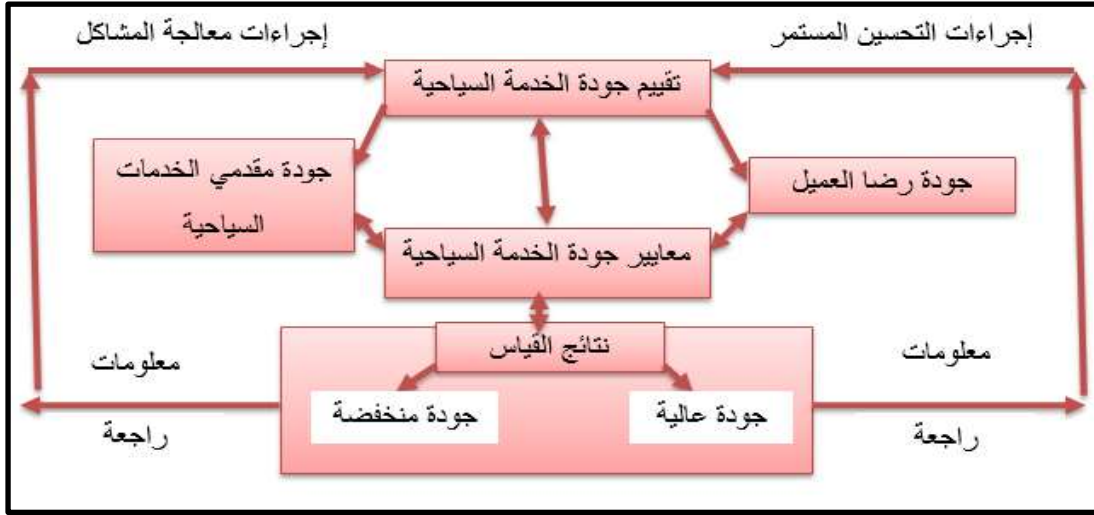 إجراءات التحسين المستمر
إجراءات معالجة المشاكل
تقييم جودة الخدمة السياحية
جودة رضا العميل
جودة مقدمي الخدمات
السياحية
معايير جودة الخدمة السياحية
نتائج القياس
جودة عالية
جودة منخفضة
معلومات
راجعة
معلومات
راجعة